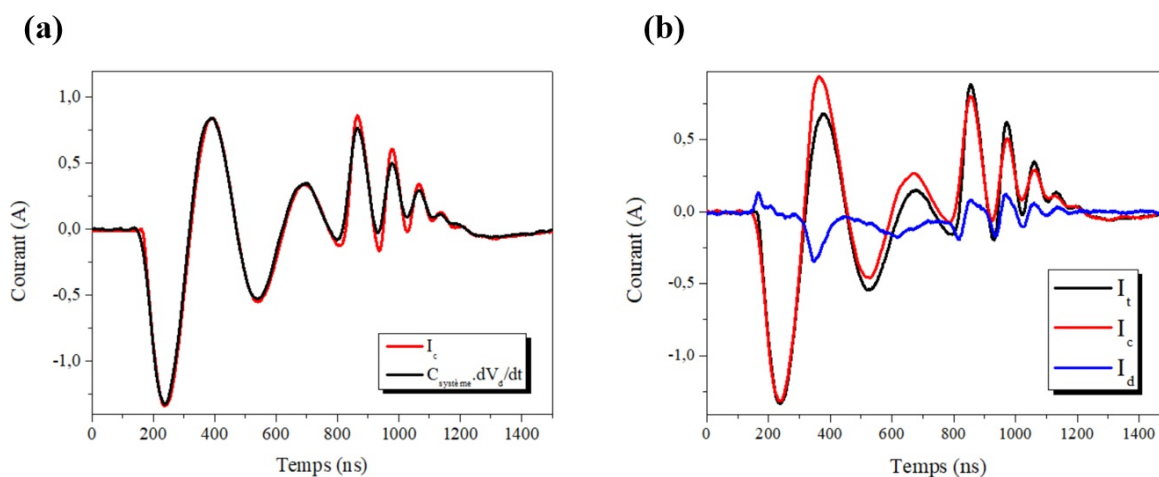 (a)
Courant (A)
1,0
0,5
0,0
-0,5
-1,0
I_c
C_système.dV_d/dt
0 200 400 600 800 1000 1200 1400
Temps (ns)
(b)
Courant (A)
0,5
0,0
-0,5
-1,0
I_t
I_c
I_d
0 200 400 600 800 1000 1200 1400
Temps (ns)